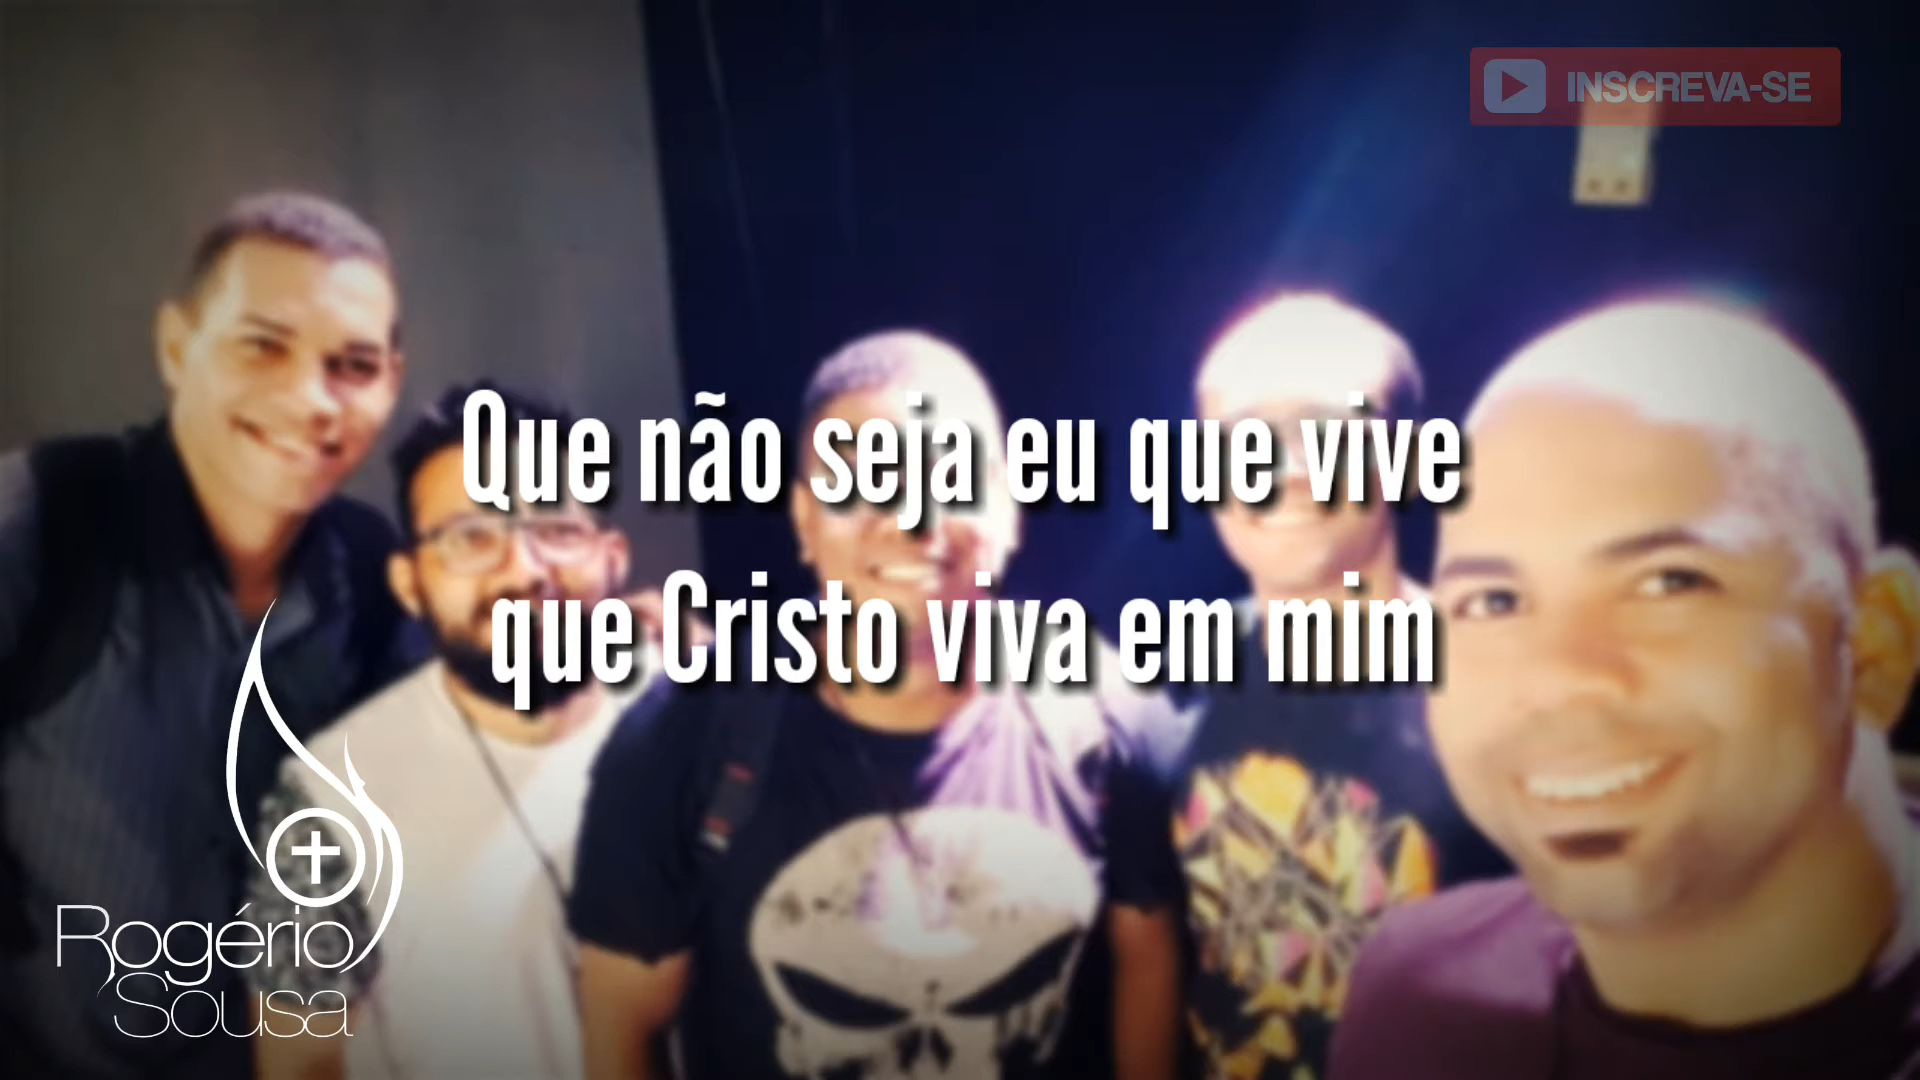 INSCREVA-SE
Que não seja eu que vive
que Cristo viva em mim
Rogério
Sousa